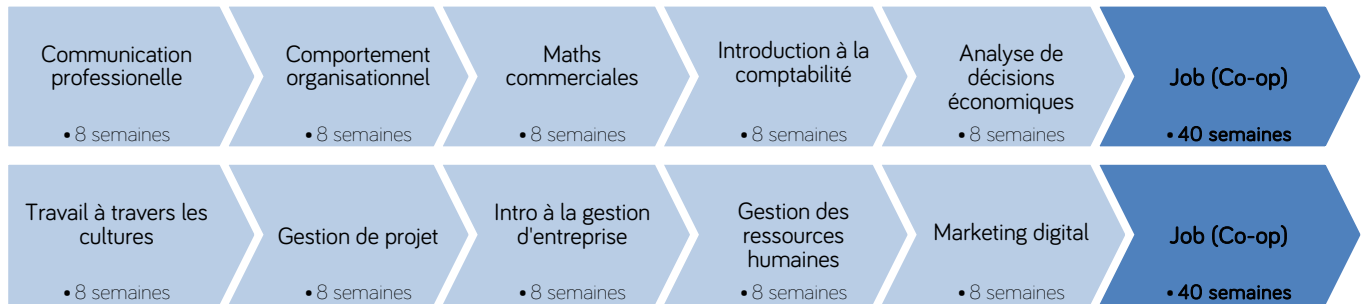 Communication
professionelle
• 8 semaines
Comportement
organisationnel
• 8 semaines
Maths
commerciales
• 8 semaines
Introduction à la
comptabilité
• 8 semaines
Analyse de
décisions
économiques
• 8 semaines
Job (Co-op)
• 40 semaines
Travail à travers les
cultures
• 8 semaines
Gestion de projet
• 8 semaines
Intro à la gestion
d'entreprise
• 8 semaines
Gestion des
ressources
humaines
• 8 semaines
Marketing digital
• 8 semaines
Job (Co-op)
• 40 semaines